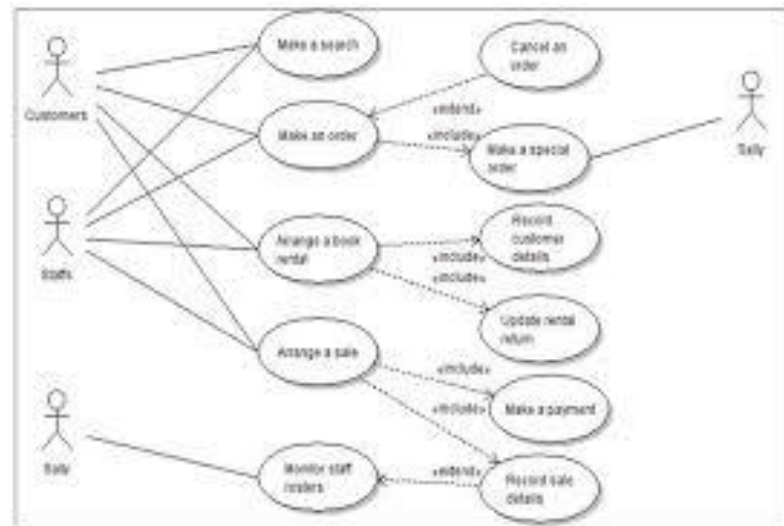 Make a search
Cancel an
order
Customers
«extend»
Make an order
«include»
Make a special
order
Sally
Staffs
Arrange a book
rental
Record
customer
details
«include»
«include»
Update rental
return
Arrange a sale
«include»
Make a payment
«include»
Sally
Monitor staff
rosters
«extend»
Record sale
details